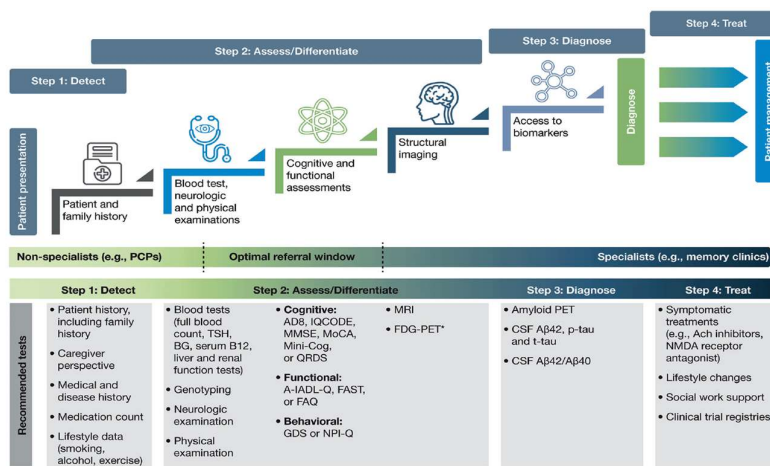 Step 4: Treat
Step 3: Diagnose
Step 2: Assess/Differentiate
Step 1: Detect
Patient presentation
Patient and
family history
Blood test,
neurologic
and physical
examinations
Cognitive and
functional
assessments
Structural
imaging
Access to
biomarkers
Diagnose
Patient management
Non-specialists (e.g., PCPs)
Optimal referral window
Specialists (e.g., memory clinics)
Step 1: Detect
Step 2: Assess/Differentiate
Step 3: Diagnose
Step 4: Treat
Recommended tests
• Patient history,
including family
history
• Caregiver
perspective
• Medical and
disease history
• Medication count
• Lifestyle data
(smoking,
alcohol, exercise)
• Blood tests
(full blood
count, TSH,
BG, serum B12,
liver and renal
function tests)
• Genotyping
• Neurologic
examination
• Physical
examination
• Cognitive:
AD8, IQCODE,
MMSE, MoCA,
Mini-Cog,
or QRDS
• Functional:
A-IADL-Q, FAST,
or FAQ
• Behavioral:
GDS or NPI-Q
• MRI
• FDG-PET*
• Amyloid PET
• CSF Aβ42, p-tau
and t-tau
• CSF Aβ42/Aβ40
• Symptomatic
treatments
(e.g., Ach inhibitors,
NMDA receptor
antagonist)
• Lifestyle changes
• Social work support
• Clinical trial registries